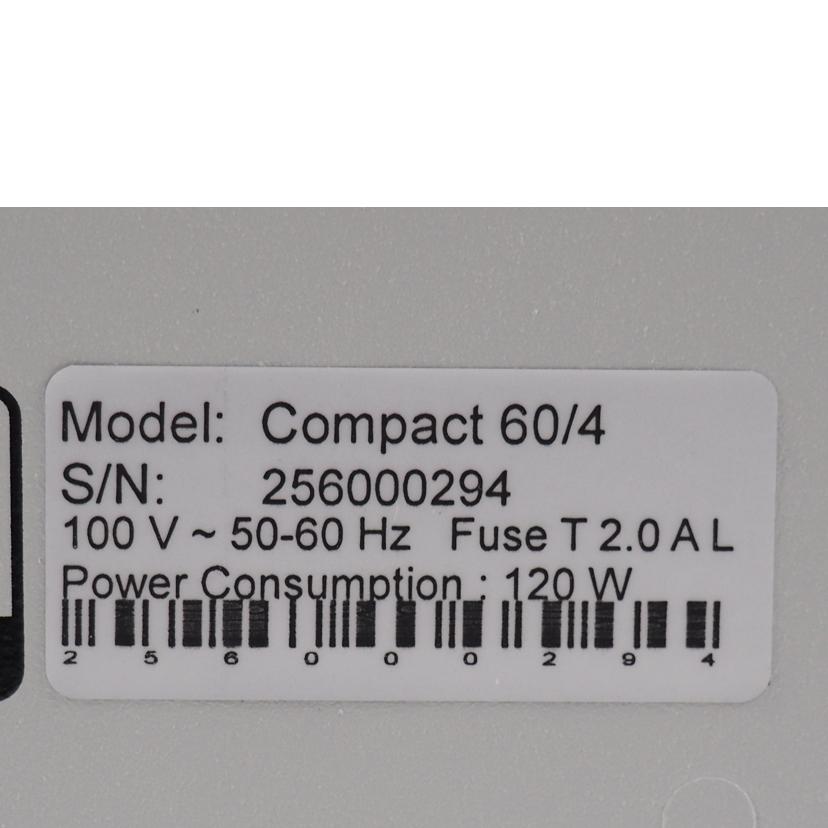 Model: Compact 60/4
S/N: 256000294
100 V ~ 50-60 Hz Fuse T 2.0 A L
Power Consumption : 120 W
2 5 6 0 0 0 2 9 4